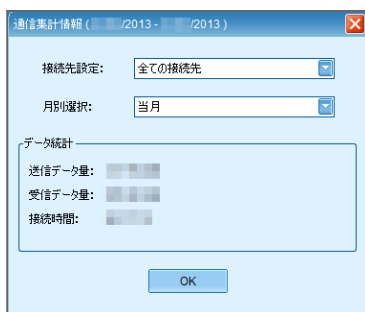 通信集計情報 ( /2013 - /2013 )
接続先設定: 全ての接続先
月別選択: 当月
データ統計
送信データ量:
受信データ量:
接続時間:
OK